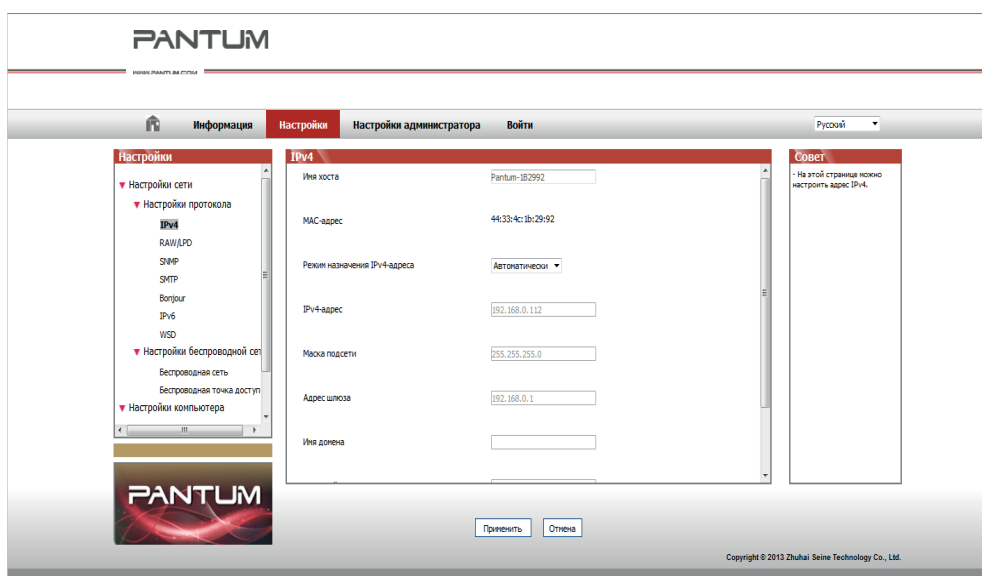 PANTUM
WWW.PANTUM.COM
Информация
Настройки
Настройки администратора
Войти
Русский
Настройки
Настройки сети
Настройки протокола
IPv4
RAW/LPD
SNMP
SMTP
Bonjour
IPv6
WSD
Настройки беспроводной сет
Беспроводная сеть
Беспроводная точка доступ
Настройки компьютера
PANTUM
IPv4
Имя хоста
Pantum-1B2992
MAC-адрес
44:33:4c:1b:29:92
Режим назначения IPv4-адреса
Автоматически
IPv4-адрес
192.168.0.112
Маска подсети
255.255.255.0
Адрес шлюза
192.168.0.1
Имя домена
Применить
Отмена
Совет
- На этой странице можно
настроить адрес IPv4.
Copyright © 2013 Zhuhai Seine Technology Co., Ltd.